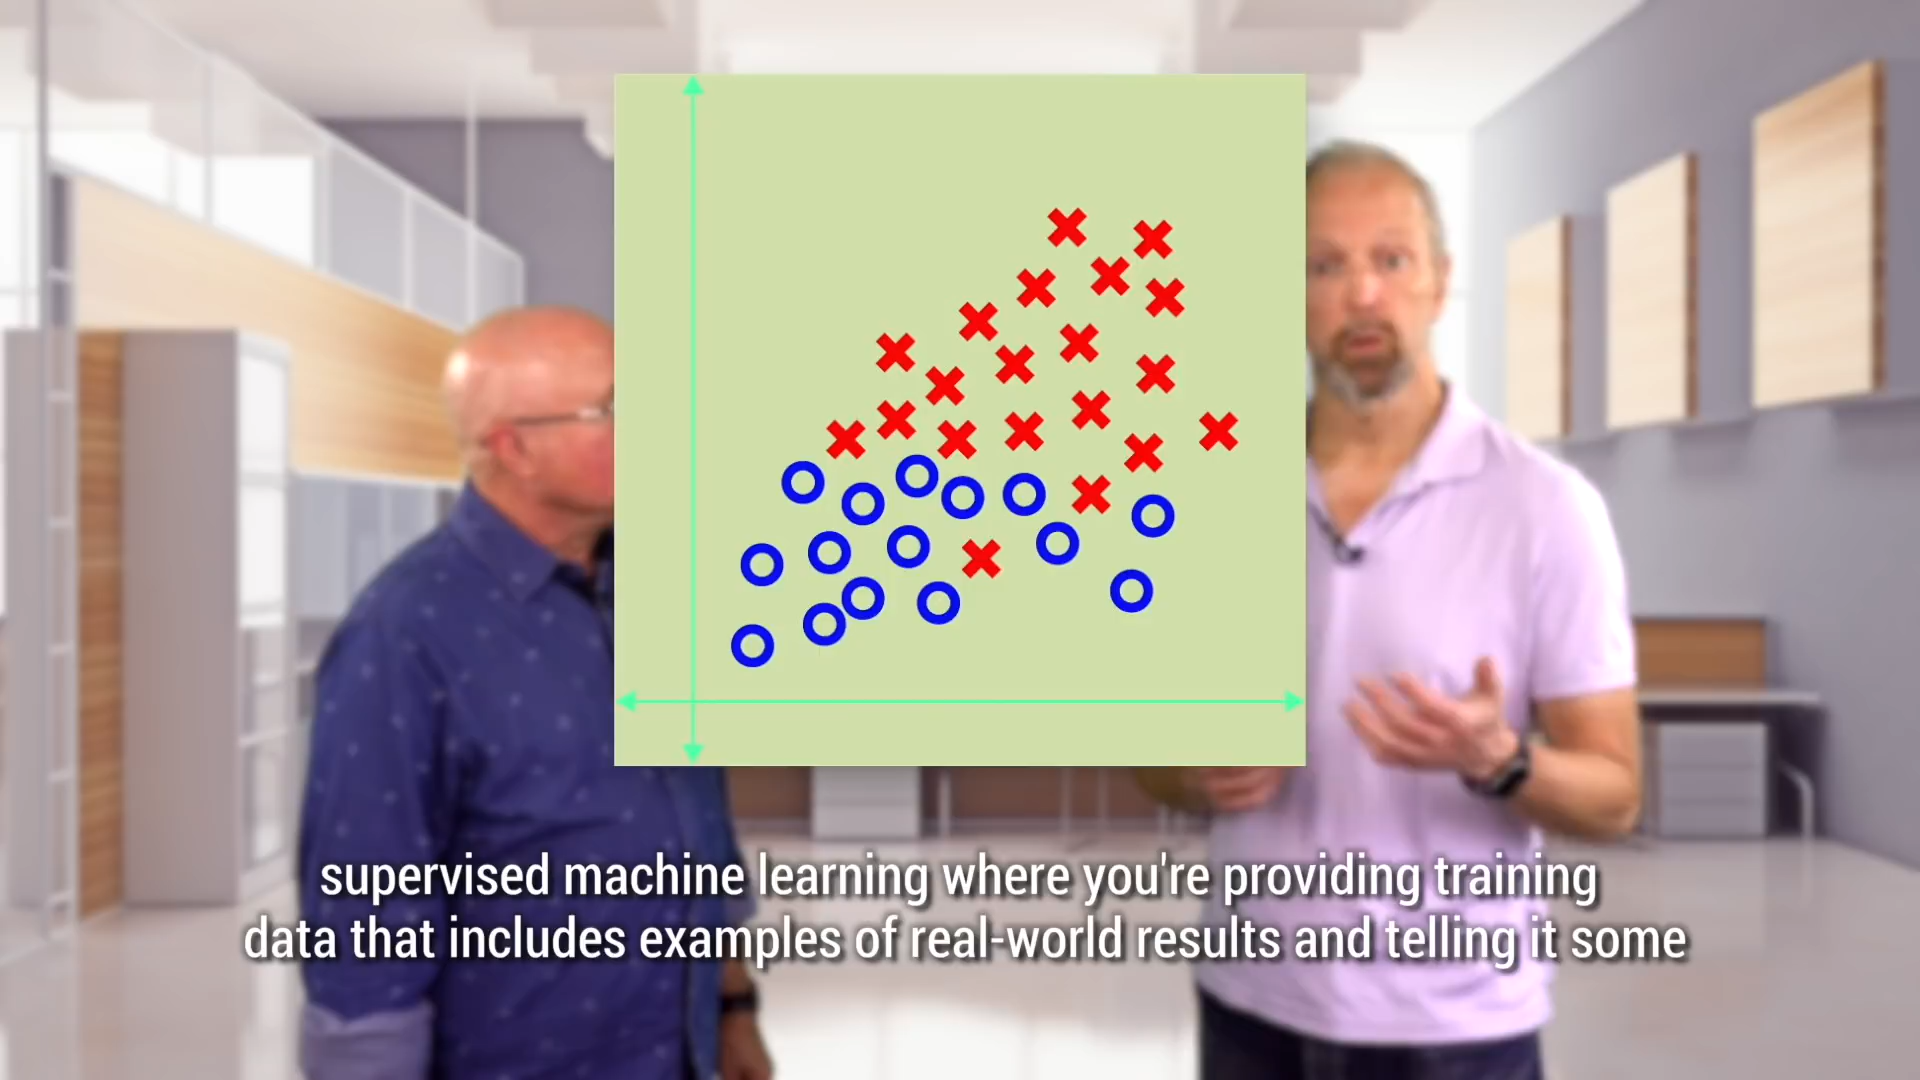 supervised machine learning where you're providing training
data that includes examples of real-world results and telling it some